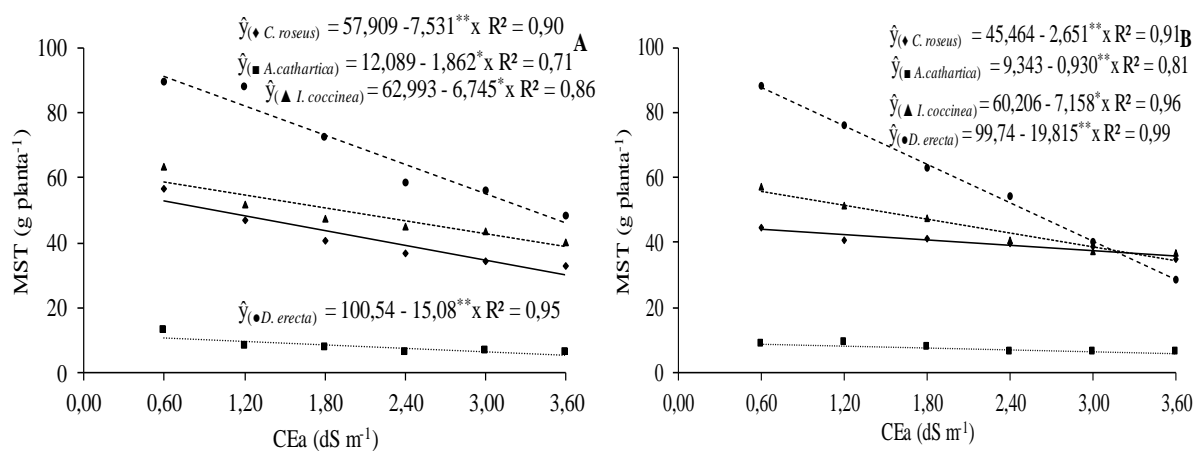 ŷ(♦ C. roseus) = 57,909 -7,531**x R² = 0,90
A
ŷ(■ A.cathartica) = 12,089 - 1,862*x R² = 0,71
ŷ(▲ I. coccinea) = 62,993 - 6,745*x R² = 0,86
ŷ(●D. erecta) = 100,54 - 15,08**x R² = 0,95
MST (g planta-1)
100
80
60
40
20
0
0,00 0,60 1,20 1,80 2,40 3,00 3,60
CEa (dS m-1)
ŷ(♦ C. roseus) = 45,464 - 2,651**x R² = 0,91
B
ŷ(■ A.cathartica) = 9,343 - 0,930**x R² = 0,81
ŷ(▲ I. coccinea) = 60,206 - 7,158*x R² = 0,96
ŷ(●D. erecta) = 99,74 - 19,815**x R² = 0,99
MST (g planta-1)
100
80
60
40
20
0
0,00 0,60 1,20 1,80 2,40 3,00 3,60
CEa (dS m-1)